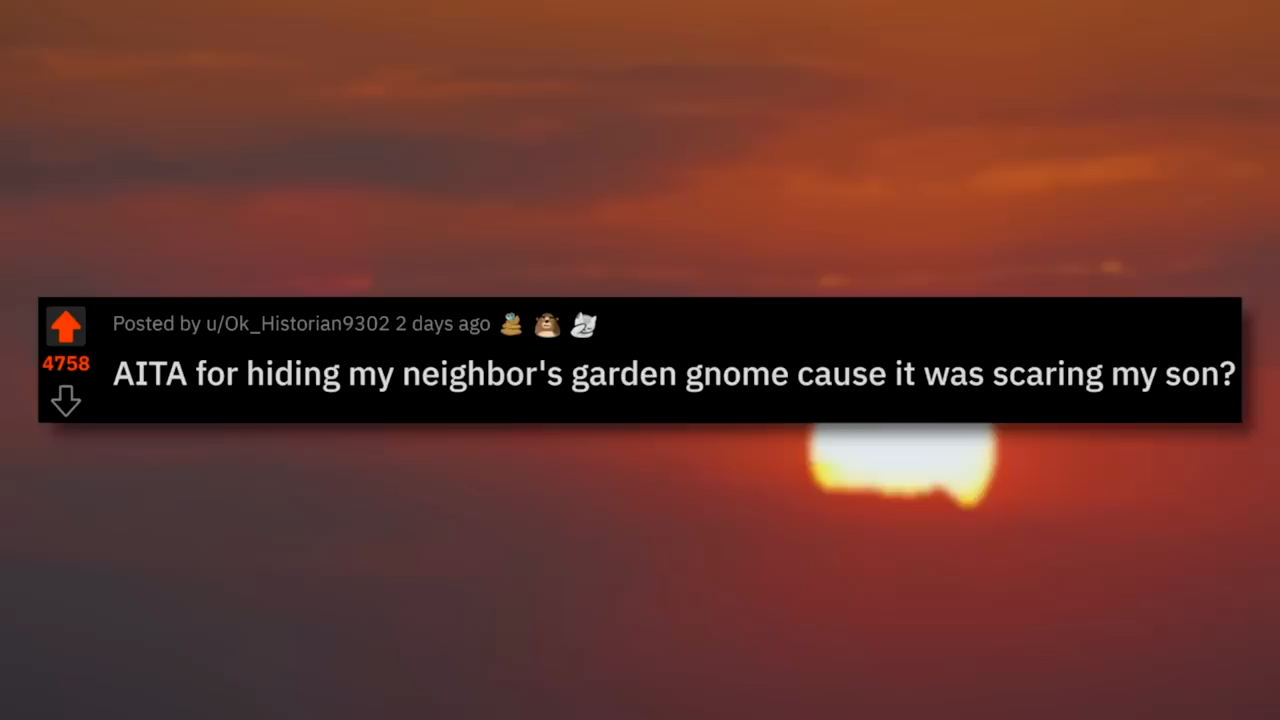 Posted by u/Ok_Historian9302 2 days ago
4758
AITA for hiding my neighbor's garden gnome cause it was scaring my son?